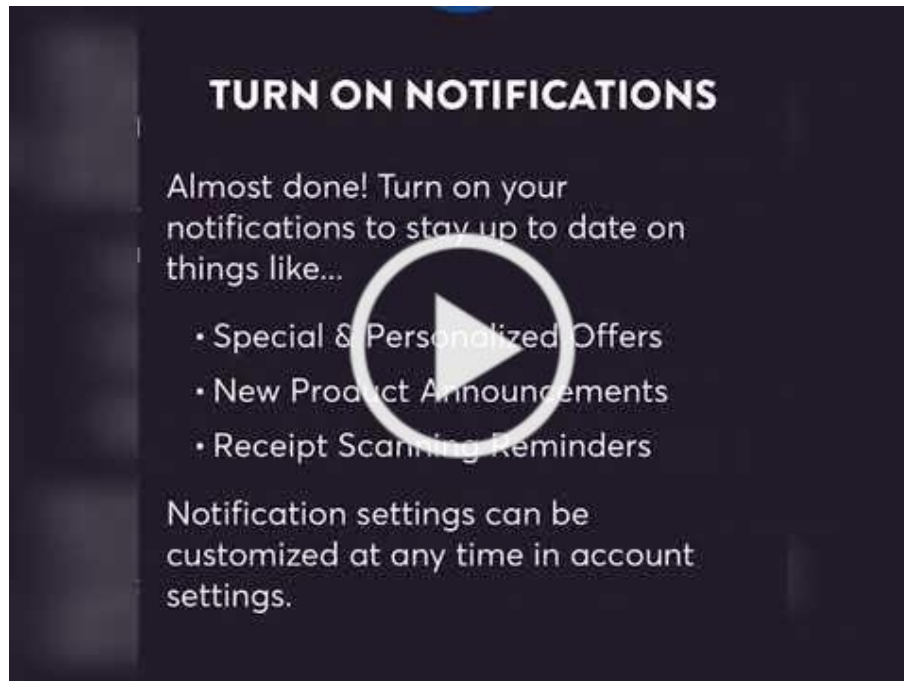 TURN ON NOTIFICATIONS
Almost done! Turn on your
notifications to stay up to date on
things like...
• Special & Personalized Offers
• New Product Announcements
• Receipt Scanning Reminders
Notification settings can be
customized at any time in account
settings.